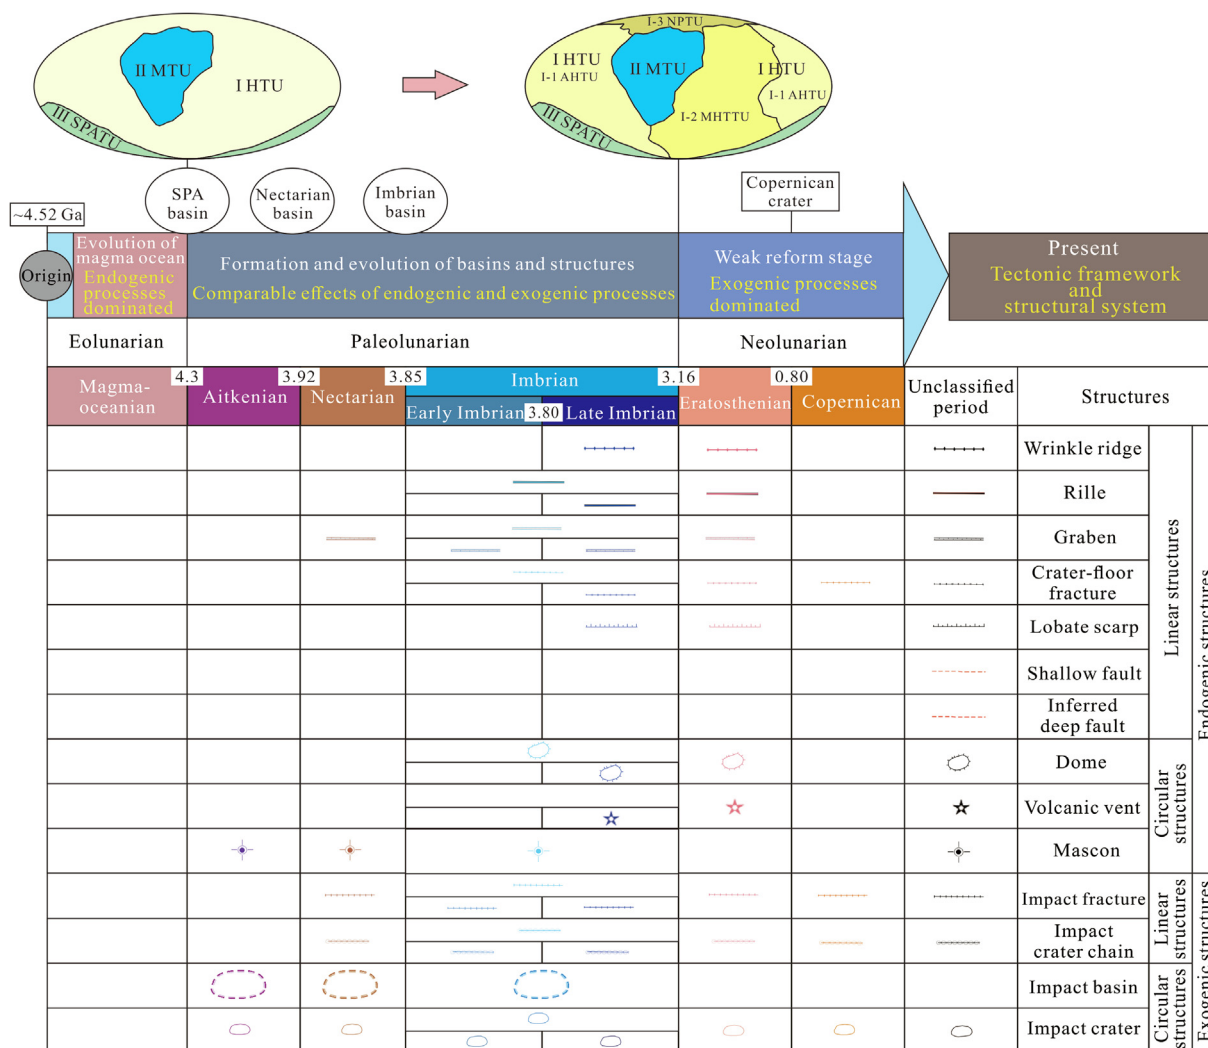 II MTU
I HTU
III SPATU
I-3 NPTU
I HTU
I-1 AHTU
II MTU
I HTU
I-1 AHTU
I-2 MHTTU
III SPATU
SPA
basin
Nectarian
basin
Imbrian
basin
Copernican
crater
~4.52 Ga
Origin
Evolution of
magma ocean
Endogenic
processes
dominated
Formation and evolution of basins and structures
Comparable effects of endogenic and exogenic processes
Weak reform stage
Exogenic processes
dominated
Present
Tectonic framework
and
structural system
Eolunarian
Paleolunarian
Neolunarian
4.3
3.92
3.85
3.16
0.80
Magma-
oceanian
Aitkenian
Nectarian
Imbrian
Early Imbrian
3.80
Late Imbrian
Eratosthenian
Copernican
Unclassified
period
Structures
Wrinkle ridge
Rille
Graben
Crater-floor
fracture
Lobate scarp
Shallow fault
Inferred
deep fault
Dome
Volcanic vent
Mascon
Impact fracture
Impact
crater chain
Impact basin
Impact crater
Linear structures
Circular
structures
Linear
structures
Circular
structures
Endogenic structures
Exogenic structures